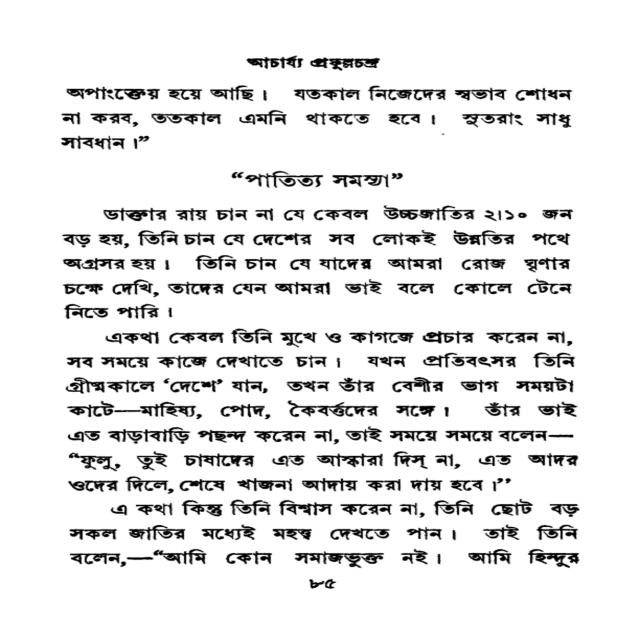 আচার্য্য প্রফুল্লচন্দ্র
অপাংক্তেয় হয়ে আছি। যতকাল নিজেদের স্বভাব শোধন
না করব, ততকাল এমনি থাকতে হবে। সুতরাং সাধু
সাবধান।”
“পাতিত্য সমস্যা”
ডাক্তার রায় চান না যে কেবল উচ্চজাতির ২।১০ জন
বড় হয়, তিনি চান যে দেশের সব লোকই উন্নতির পথে
অগ্রসর হয়। তিনি চান যে যাদের আমরা রোজ ঘৃণার
চক্ষে দেখি, তাদের যেন আমরা ভাই বলে কোলে টেনে
নিতে পারি।
একথা কেবল তিনি মুখে ও কাগজে প্রচার করেন না,
সব সময়ে কাজে দেখাতে চান। যখন প্রতিবৎসর তিনি
গ্রীষ্মকালে ‘দেশে’ যান, তখন তাঁর বেশীর ভাগ সময়টা
কাটে—মাহিষ্য, পোদ, কৈবর্ত্তদের সঙ্গে। তাঁর ভাই
এত বাড়াবাড়ি পছন্দ করেন না, তাই সময়ে সময়ে বলেন—
“ফুলু, তুই চাষাদের এত আস্কারা দিস্ না, এত আদর
ওদের দিলে, শেষে খাজনা আদায় করা দায় হবে।’’
এ কথা কিন্তু তিনি বিশ্বাস করেন না, তিনি ছোট বড়
সকল জাতির মধ্যেই মহত্ত্ব দেখতে পান। তাই তিনি
বলেন,—“আমি কোন সমাজভুক্ত নই। আমি হিন্দুর
৮৫